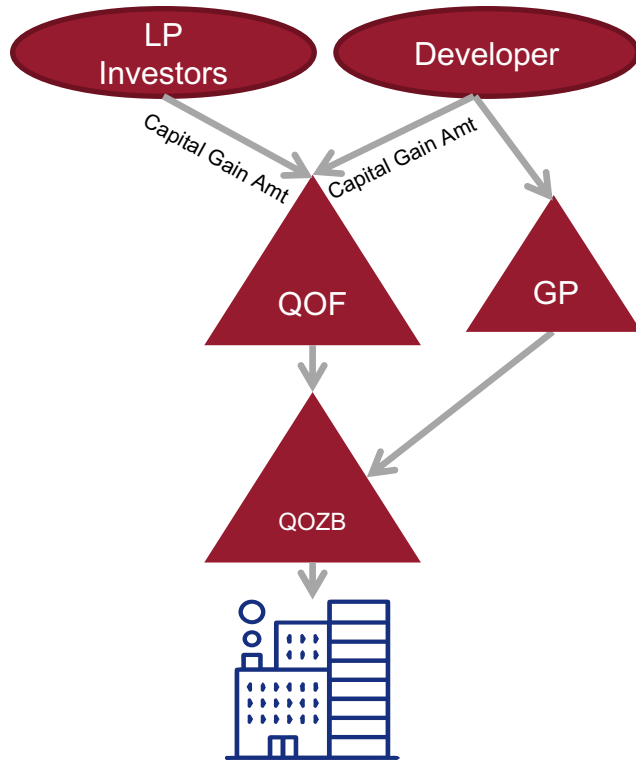 LP
Investors
Developer
Capital Gain Amt
Capital Gain Amt
QOF
GP
QOZB